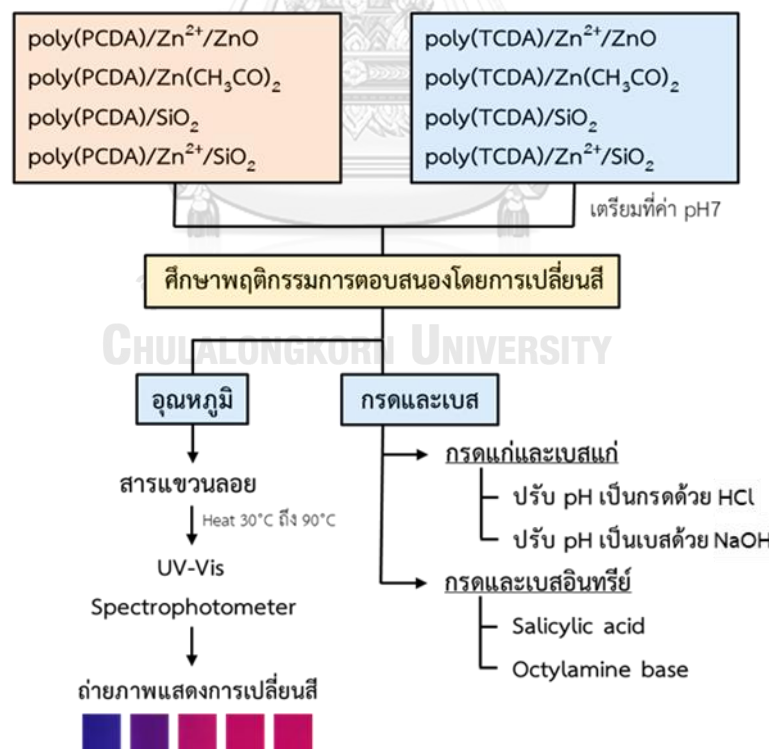 poly(PCDA)/Zn²⁺/ZnO
poly(PCDA)/Zn(CH₃CO)₂
poly(PCDA)/SiO₂
poly(PCDA)/Zn²⁺/SiO₂
poly(TCDA)/Zn²⁺/ZnO
poly(TCDA)/Zn(CH₃CO)₂
poly(TCDA)/SiO₂
poly(TCDA)/Zn²⁺/SiO₂
เตรียมที่ค่า pH7
ศึกษาพฤติกรรมการตอบสนองโดยการเปลี่ยนสี
CHULALONGKORN UNIVERSITY
อุณหภูมิ
สารแขวนลอย
Heat 30°C ถึง 90°C
UV-Vis
Spectrophotometer
ถ่ายภาพแสดงการเปลี่ยนสี
กรดและเบส
กรดแก่และเบสแก่
ปรับ pH เป็นกรดด้วย HCl
ปรับ pH เป็นเบสด้วย NaOH
กรดและเบสอินทรีย์
Salicylic acid
Octylamine base